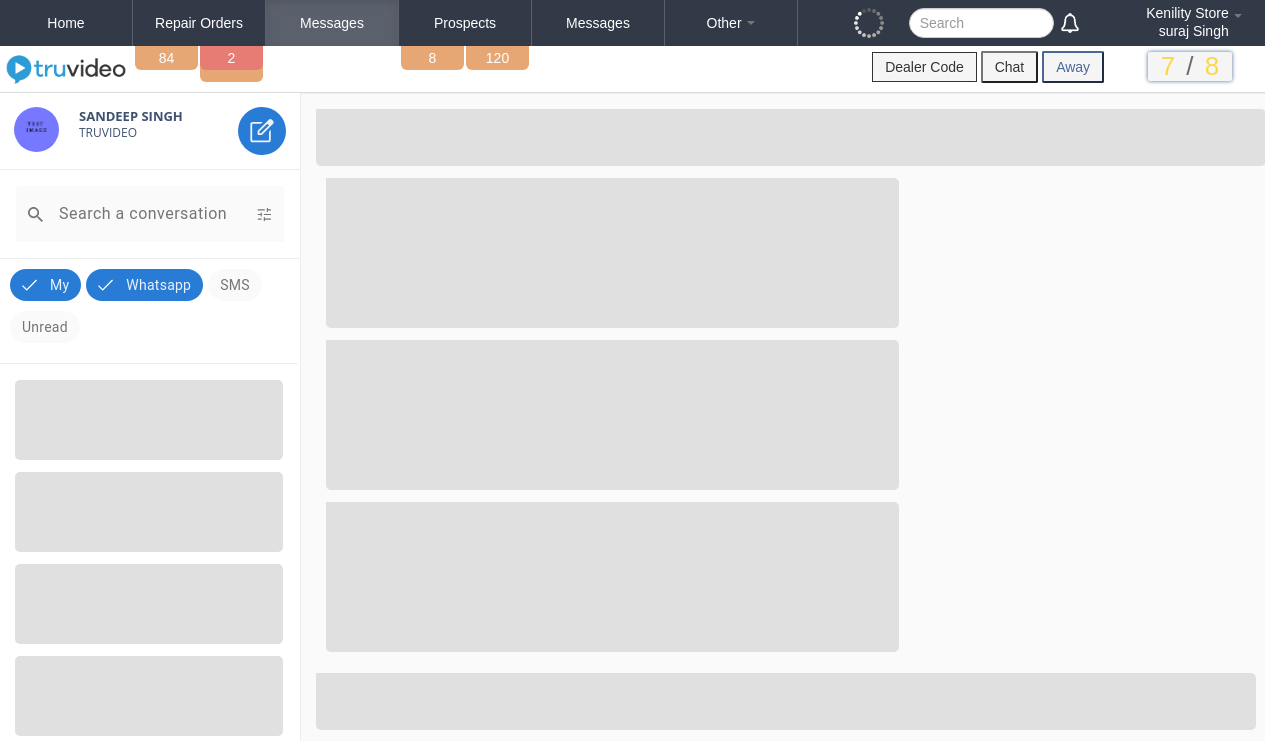 Home
Repair Orders
Messages
Prospects
Messages
Other
Search
Kenility Store
suraj Singh
truvideo
84
2
8
120
Dealer Code
Chat
Away
7 / 8
TEST
IMAGE
SANDEEP SINGH
TRUVIDEO
Search a conversation
My
Whatsapp
SMS
Unread